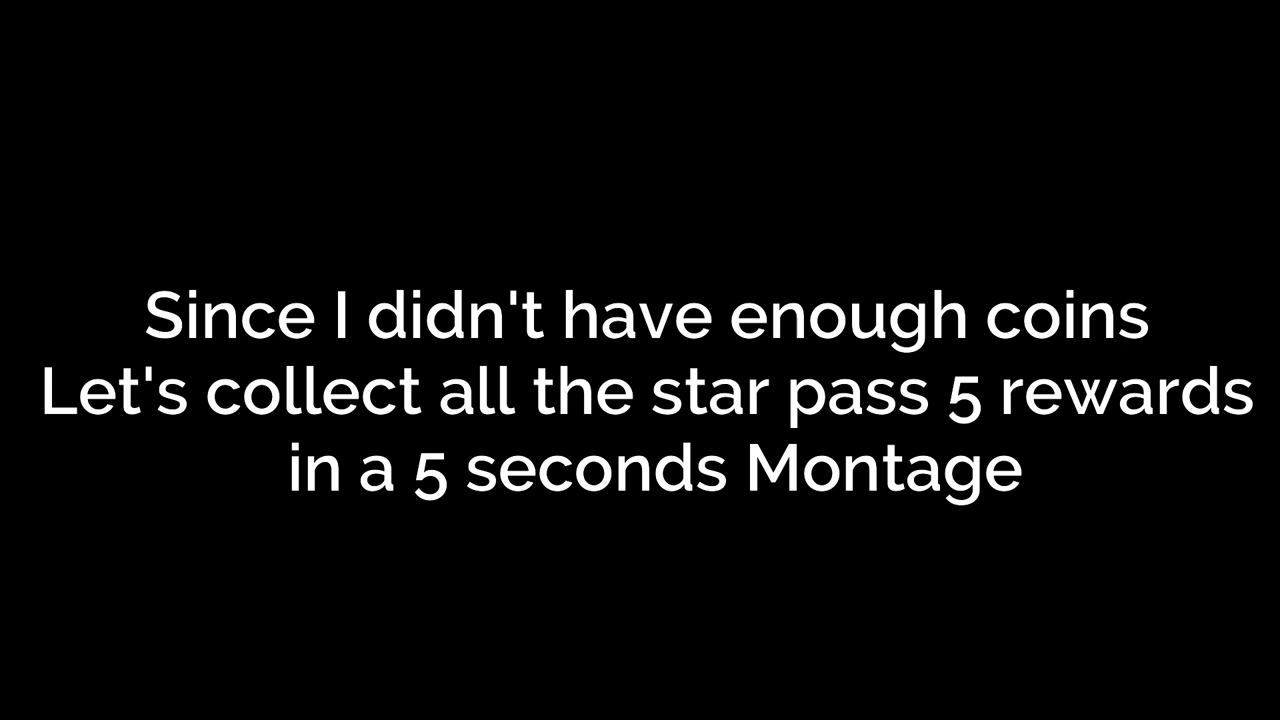 Since I didn't have enough coins
Let's collect all the star pass 5 rewards
in a 5 seconds Montage